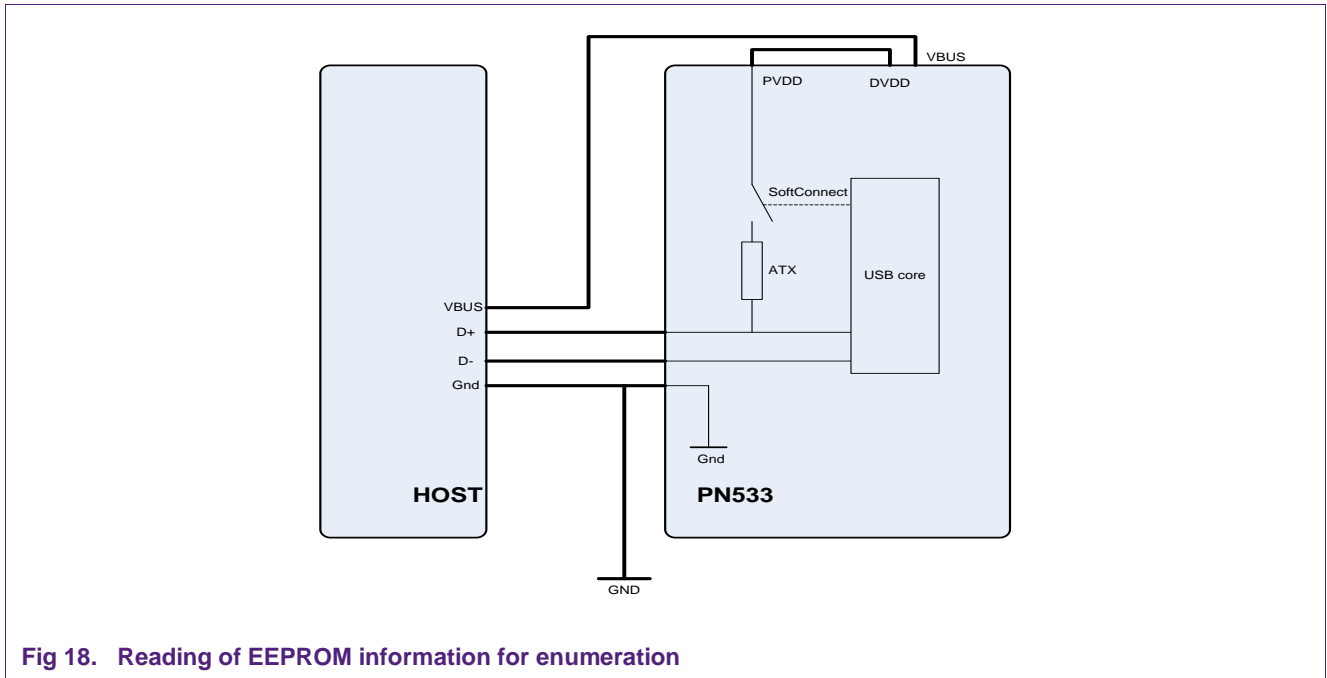 VBUS
PVDD
DVDD
SoftConnect
ATX
USB core
VBUS
D+
D-
Gnd
Gnd
HOST
PN533
GND
Fig 18. Reading of EEPROM information for enumeration